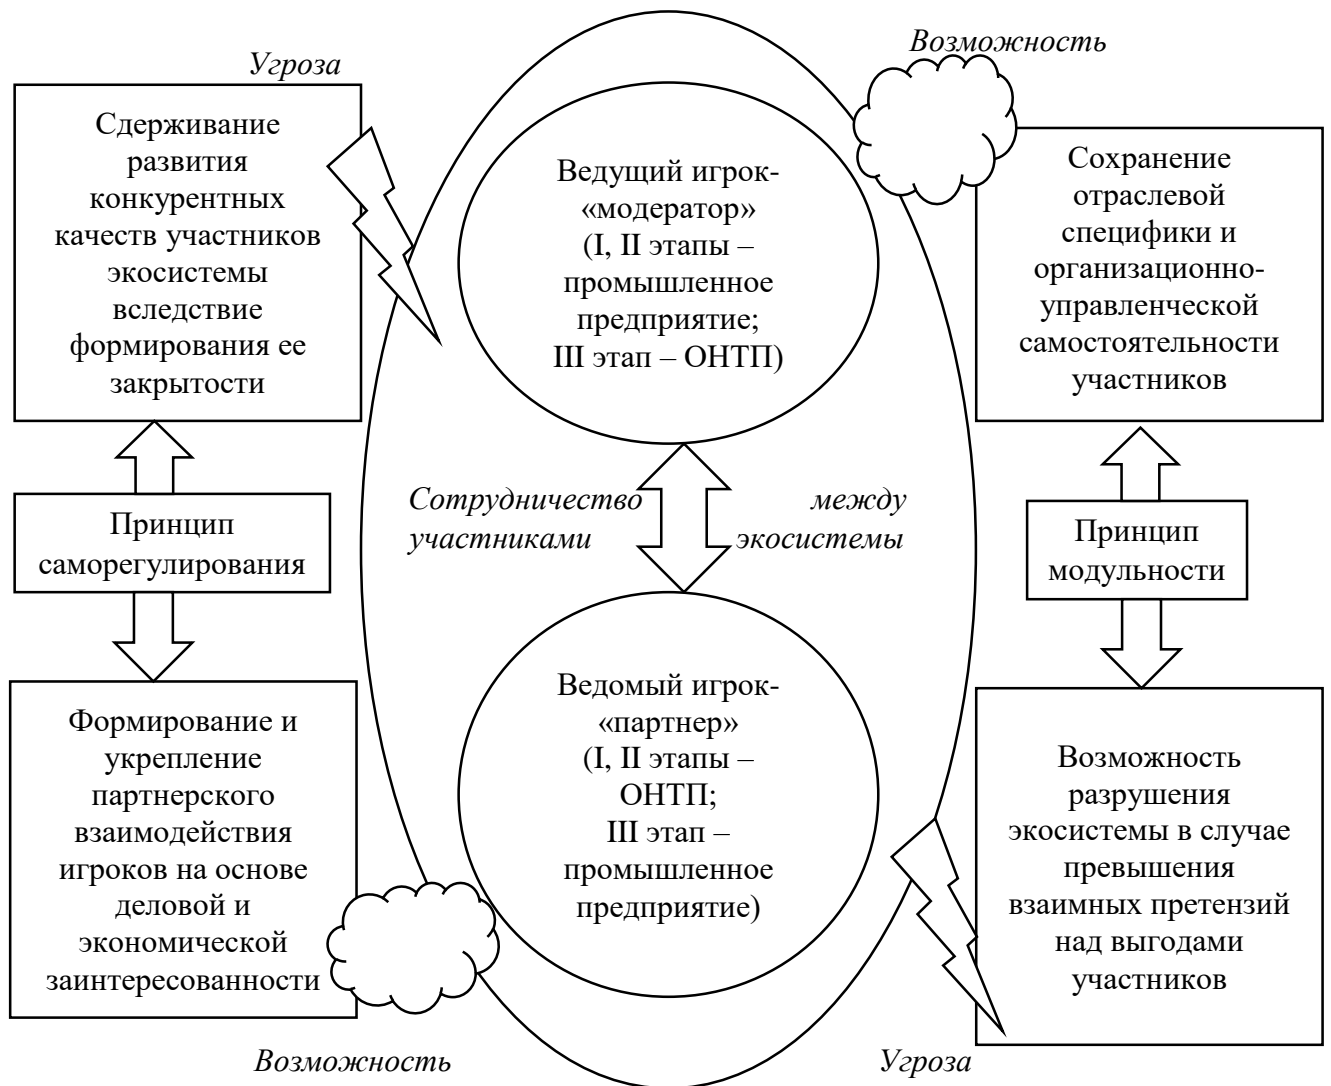 Угроза
Возможность
Сдерживание
развития
конкурентных
качеств участников
экосистемы
вследствие
формирования ее
закрытости
Ведущий игрок-
«модератор»
(I, II этапы –
промышленное
предприятие;
III этап – ОНТП)
Сохранение
отраслевой
специфики и
организационно-
управленческой
самостоятельности
участников
Принцип
саморегулирования
Сотрудничество между
участниками экосистемы
Принцип
модульности
Формирование и
укрепление
партнерского
взаимодействия
игроков на основе
деловой и
экономической
заинтересованности
Ведомый игрок-
«партнер»
(I, II этапы –
ОНТП;
III этап –
промышленное
предприятие)
Возможность
разрушения
экосистемы в случае
превышения
взаимных претензий
над выгодами
участников
Возможность
Угроза